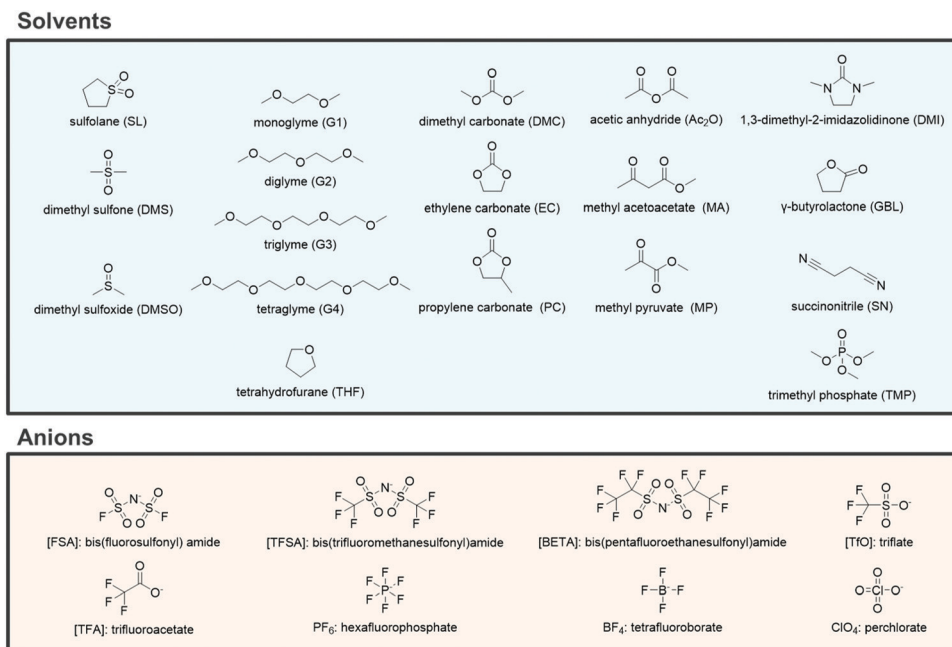 Solvents
sulfolane (SL)
monoglyme (G1)
dimethyl carbonate (DMC)
acetic anhydride (Ac₂O)
1,3-dimethyl-2-imidazolidinone (DMI)
dimethyl sulfone (DMS)
diglyme (G2)
ethylene carbonate (EC)
methyl acetoacetate (MA)
γ-butyrolactone (GBL)
triglyme (G3)
dimethyl sulfoxide (DMSO)
tetraglyme (G4)
propylene carbonate (PC)
methyl pyruvate (MP)
succinonitrile (SN)
tetrahydrofurane (THF)
trimethyl phosphate (TMP)
Anions
[FSA]: bis(fluorosulfonyl) amide
[TFSA]: bis(trifluoromethanesulfonyl)amide
[BETA]: bis(pentafluoroethanesulfonyl)amide
[TfO]: triflate
[TFA]: trifluoroacetate
PF₆: hexafluorophosphate
BF₄: tetrafluoroborate
ClO₄: perchlorate